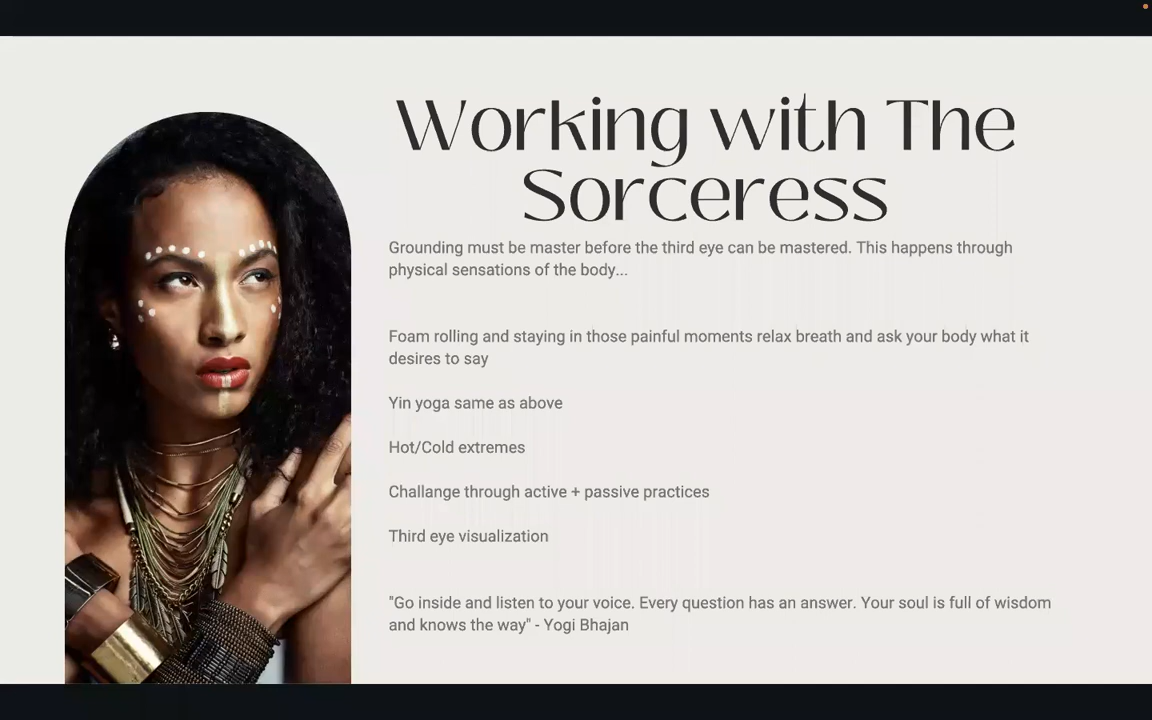 Working with The
Sorceress
Grounding must be master before the third eye can be mastered. This happens through
physical sensations of the body...
Foam rolling and staying in those painful moments relax breath and ask your body what it
desires to say
Yin yoga same as above
Hot/Cold extremes
Challange through active + passive practices
Third eye visualization
"Go inside and listen to your voice. Every question has an answer. Your soul is full of wisdom
and knows the way" - Yogi Bhajan